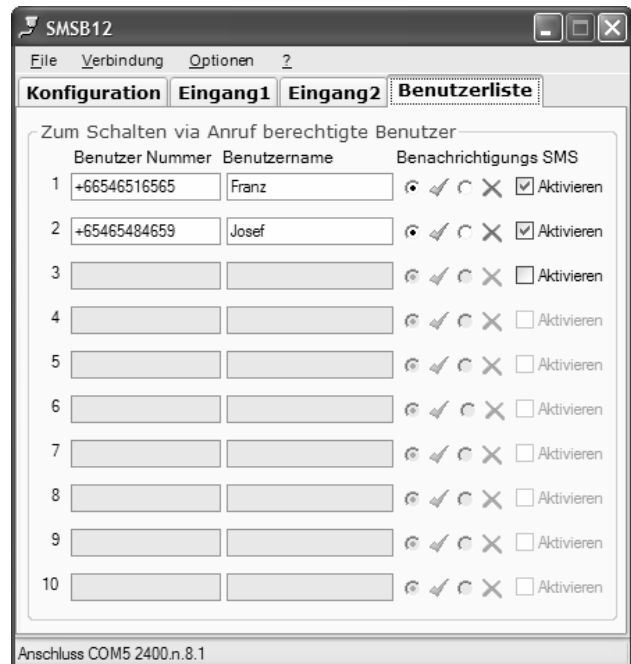 SMSB12
File Verbindung Optionen ?
Konfiguration Eingang1 Eingang2 Benutzerliste
Zum Schalten via Anruf berechtigte Benutzer
Benutzer Nummer Benutzername Benachrichtigungs SMS
1 +66546516565 Franz Aktivieren
2 +65465484659 Josef Aktivieren
3 Aktivieren
4 Aktivieren
5 Aktivieren
6 Aktivieren
7 Aktivieren
8 Aktivieren
9 Aktivieren
10 Aktivieren
Anschluss COM5 2400.n.8.1